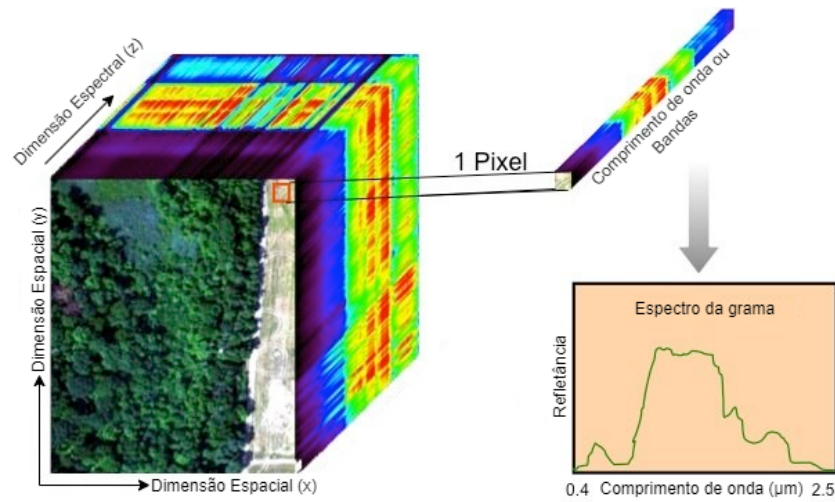 Dimensão Espectral (z)
Dimensão Espacial (y)
Dimensão Espacial (x)
1 Pixel
Comprimento de onda ou
Bandas
Espectro da grama
Refletância
0.4 Comprimento de onda (µm) 2.5